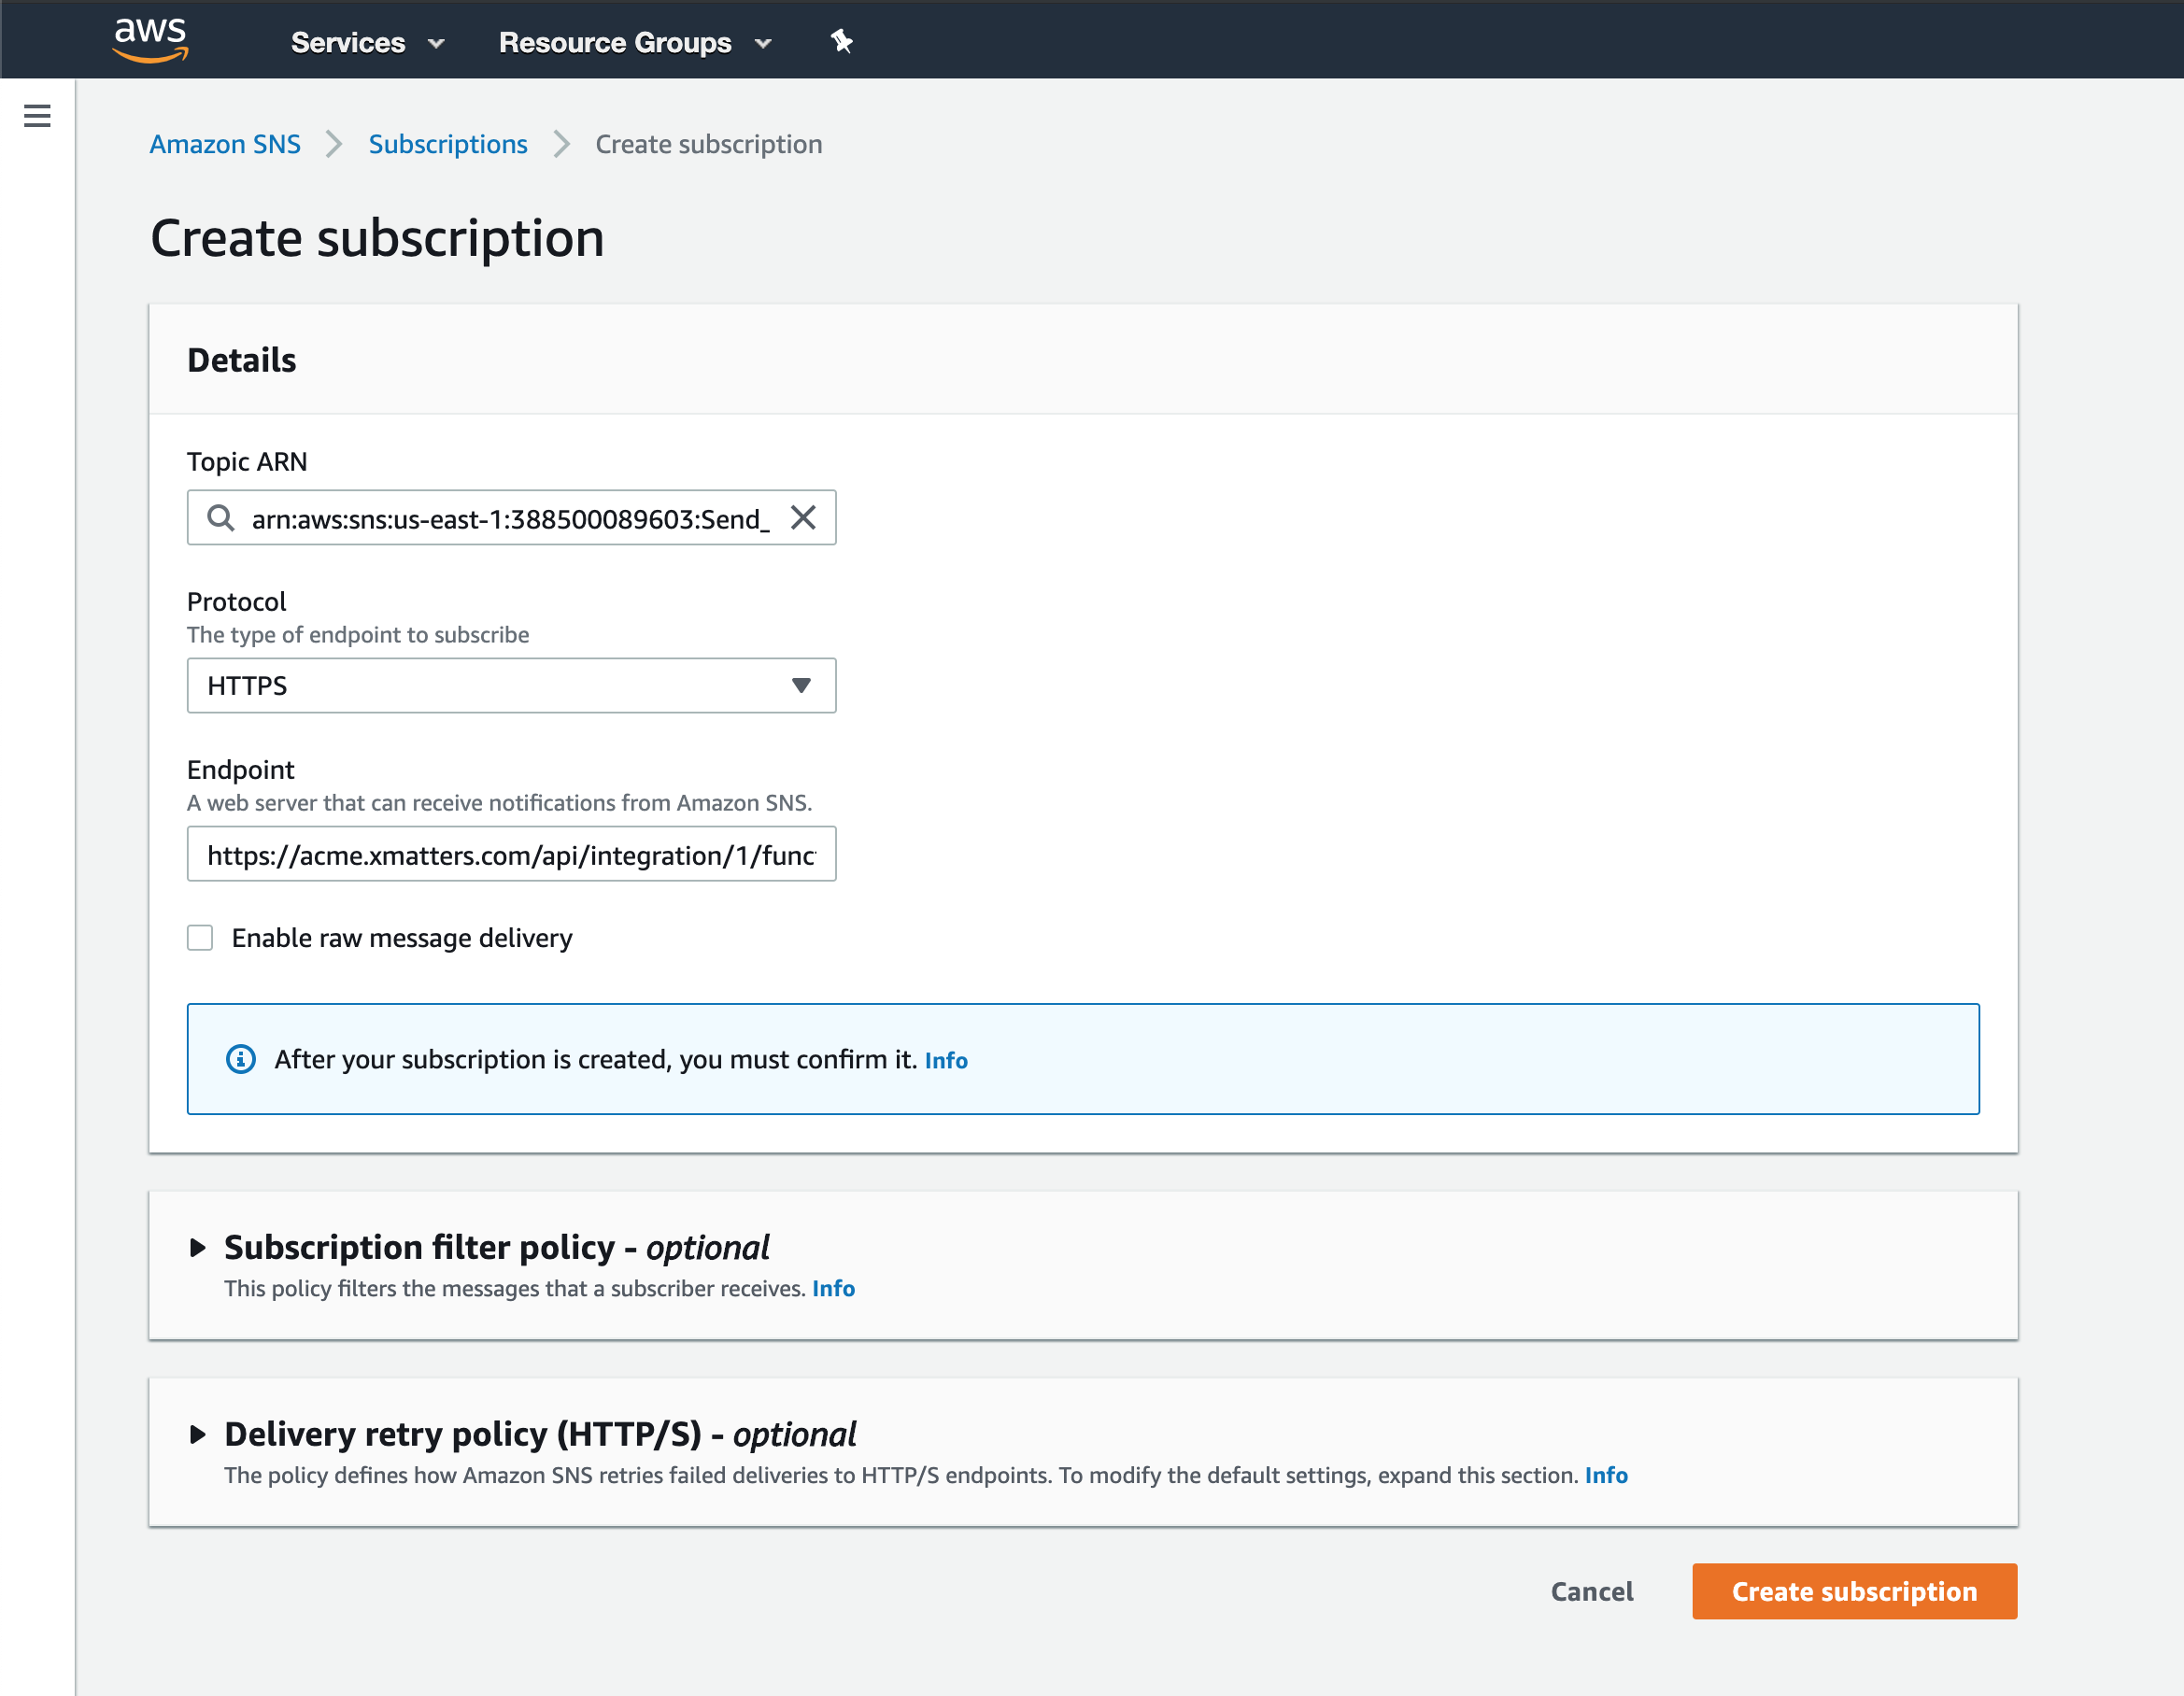 aws Services Resource Groups
Amazon SNS Subscriptions Create subscription
Create subscription
Details
Topic ARN
arn:aws:sns:us-east-1:388500089603:Send_
Protocol
The type of endpoint to subscribe
HTTPS
Endpoint
A web server that can receive notifications from Amazon SNS.
https://acme.xmatters.com/api/integration/1/func
Enable raw message delivery
After your subscription is created, you must confirm it. Info
Subscription filter policy - optional
This policy filters the messages that a subscriber receives. Info
Delivery retry policy (HTTP/S) - optional
The policy defines how Amazon SNS retries failed deliveries to HTTP/S endpoints. To modify the default settings, expand this section. Info
Cancel Create subscription